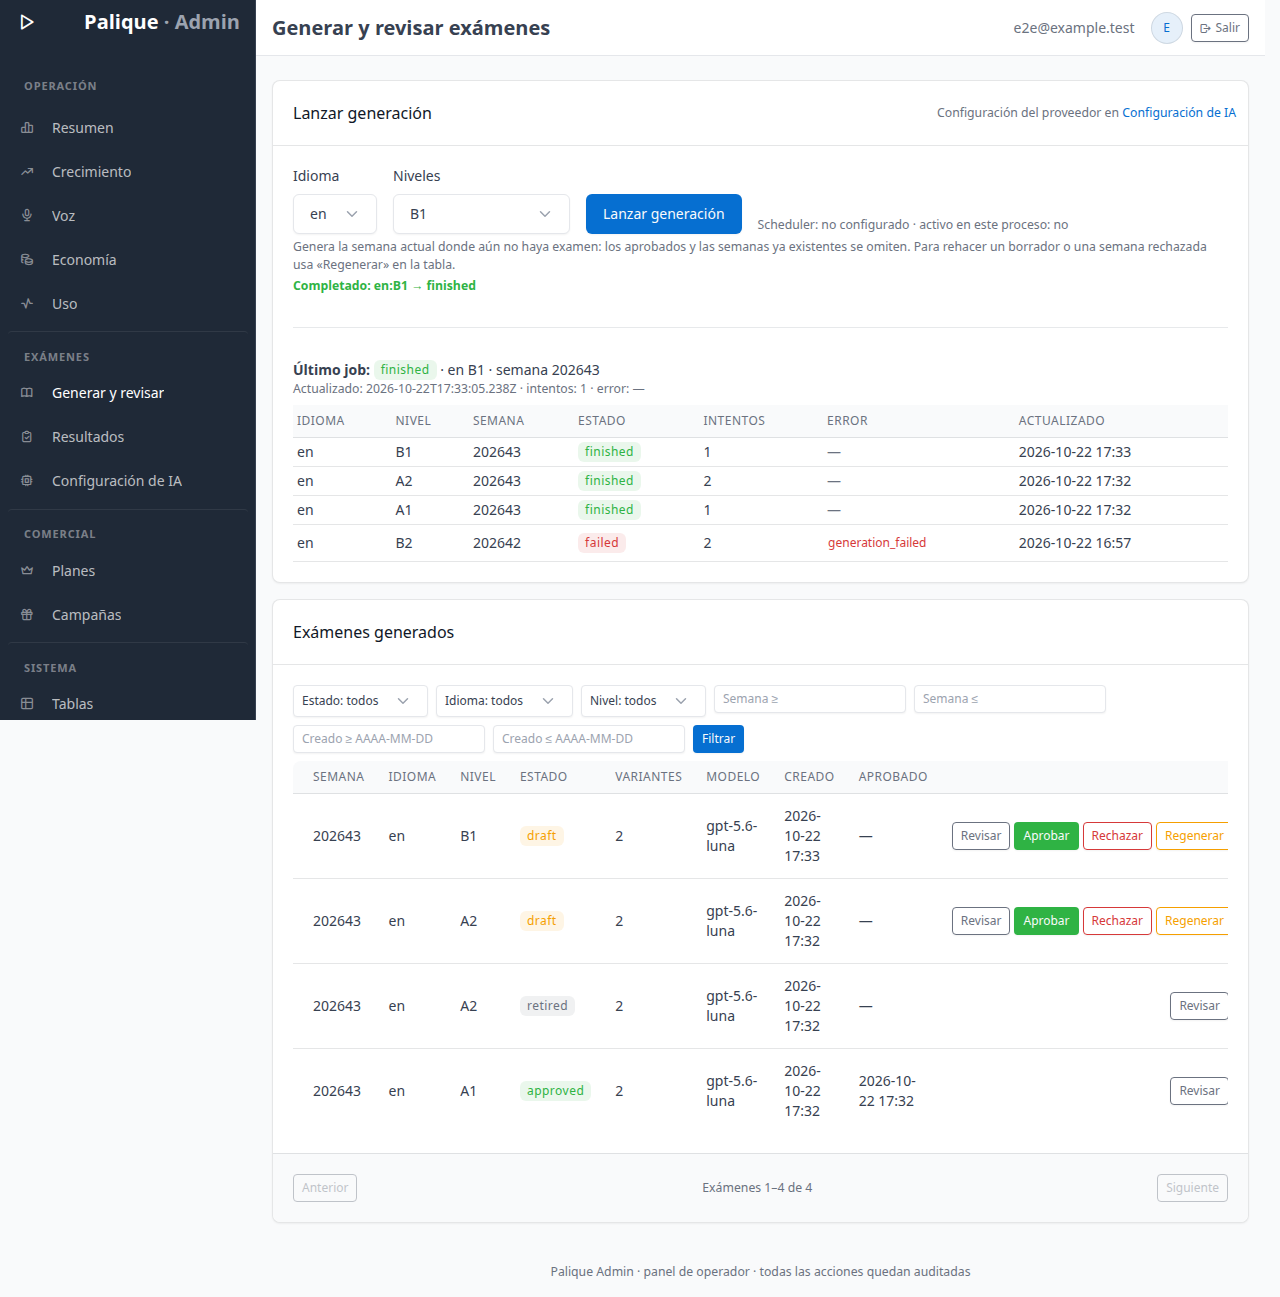 Palique · Admin
OPERACIÓN
Resumen
Crecimiento
Voz
Economía
Uso
EXÁMENES
Generar y revisar
Resultados
Configuración de IA
COMERCIAL
Planes
Campañas
SISTEMA
Tablas
Generar y revisar exámenes
e2e@example.test
E
Salir
Lanzar generación
Configuración del proveedor en Configuración de IA
Idioma Niveles
en B1 Lanzar generación Scheduler: no configurado · activo en este proceso: no
Genera la semana actual donde aún no haya examen: los aprobados y las semanas ya existentes se omiten. Para rehacer un borrador o una semana rechazada
usa «Regenerar» en la tabla.
Completado: en:B1 → finished
Último job: finished · en B1 · semana 202643
Actualizado: 2026-10-22T17:33:05.238Z · intentos: 1 · error: —
IDIOMA NIVEL SEMANA ESTADO INTENTOS ERROR ACTUALIZADO
en B1 202643 finished 1 — 2026-10-22 17:33
en A2 202643 finished 2 — 2026-10-22 17:32
en A1 202643 finished 1 — 2026-10-22 17:32
en B2 202642 failed 2 generation_failed 2026-10-22 16:57
Exámenes generados
Estado: todos Idioma: todos Nivel: todos Semana ≥ Semana ≤
Creado ≥ AAAA-MM-DD Creado ≤ AAAA-MM-DD Filtrar
SEMANA IDIOMA NIVEL ESTADO VARIANTES MODELO CREADO APROBADO
202643 en B1 draft 2 gpt-5.6-luna 2026-10-22 17:33 — Revisar Aprobar Rechazar Regenerar
202643 en A2 draft 2 gpt-5.6-luna 2026-10-22 17:32 — Revisar Aprobar Rechazar Regenerar
202643 en A2 retired 2 gpt-5.6-luna 2026-10-22 17:32 — Revisar
202643 en A1 approved 2 gpt-5.6-luna 2026-10-22 17:32 2026-10-22 17:32 Revisar
Anterior Exámenes 1–4 de 4 Siguiente
Palique Admin · panel de operador · todas las acciones quedan auditadas